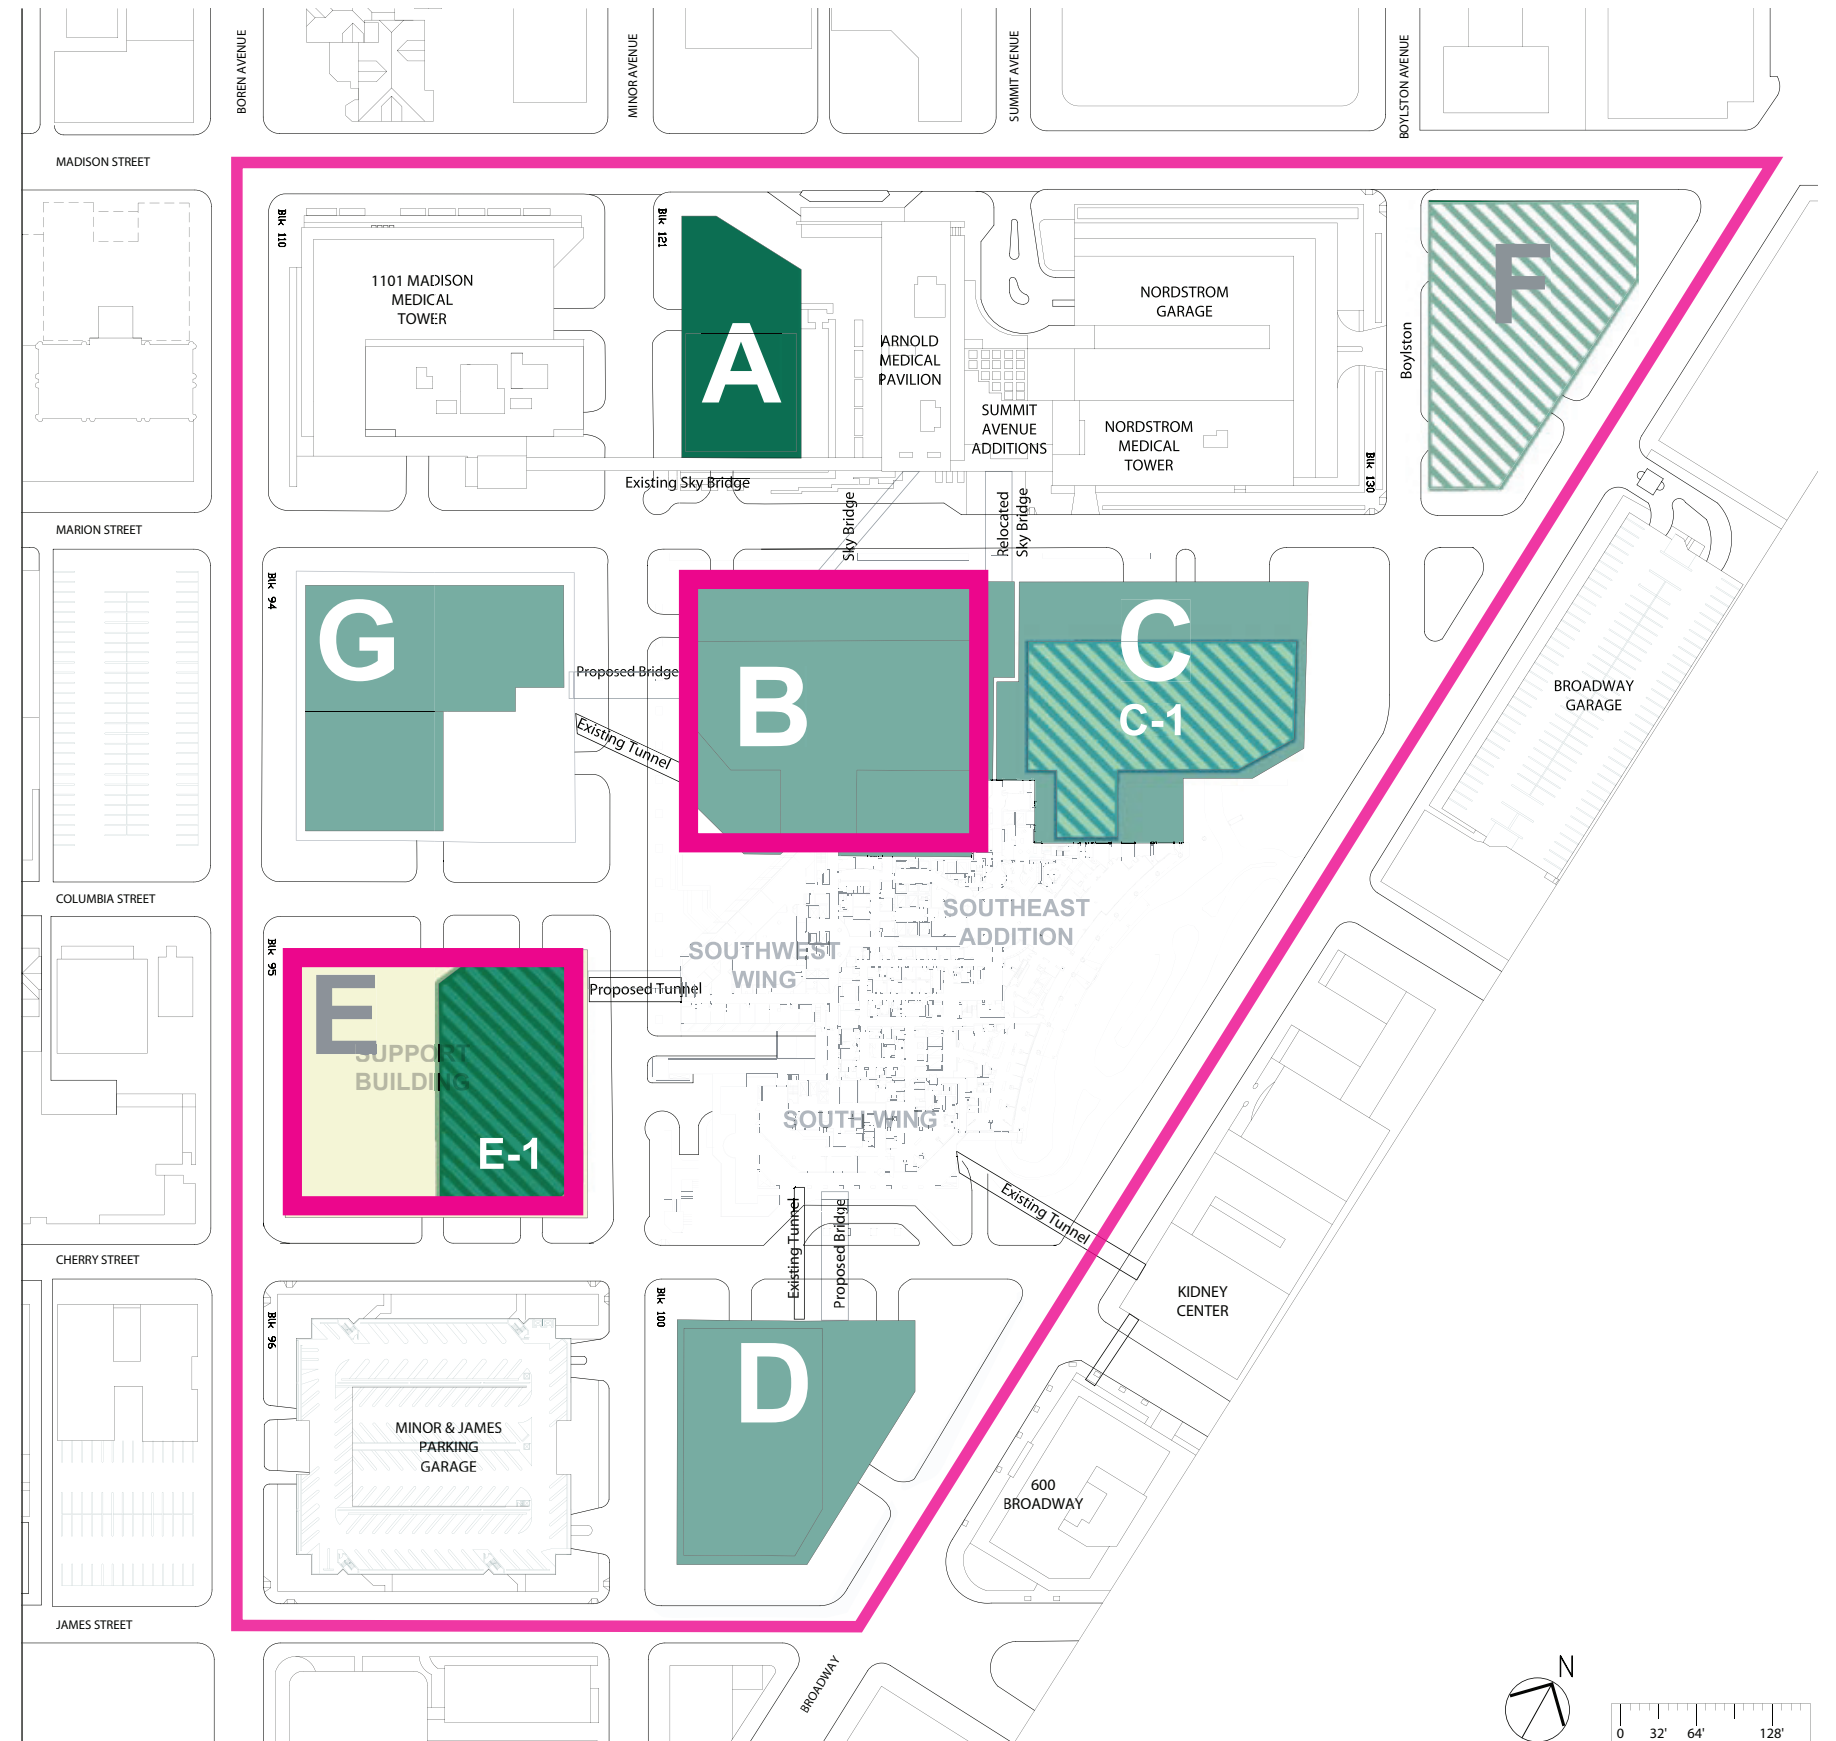 BOREN AVENUE
MINOR AVENUE
SUMMIT AVENUE
BOYLSTON AVENUE
MADISON STREET
Blk 110
1101 MADISON
MEDICAL
TOWER
Blk 121
A
ARNOLD
MEDICAL
PAVILION
SUMMIT
AVENUE
ADDITIONS
NORDSTROM
GARAGE
NORDSTROM
MEDICAL
TOWER
Blk 130
Boylston
F
Existing Sky Bridge
Sky Bridge
Relocated
Sky Bridge
MARION STREET
Blk 94
G
Proposed Bridge
Existing Tunnel
B
C
C-1
BROADWAY
GARAGE
COLUMBIA STREET
Blk 95
E
SUPPORT
BUILDING
E-1
Proposed Tunnel
SOUTHWEST
WING
SOUTHEAST
ADDITION
SOUTH WING
Existing Tunnel
Proposed Bridge
Existing Tunnel
KIDNEY
CENTER
CHERRY STREET
Blk 96
MINOR & JAMES
PARKING
GARAGE
Blk 100
D
600
BROADWAY
JAMES STREET
BROADWAY
N
0 32' 64' 128'